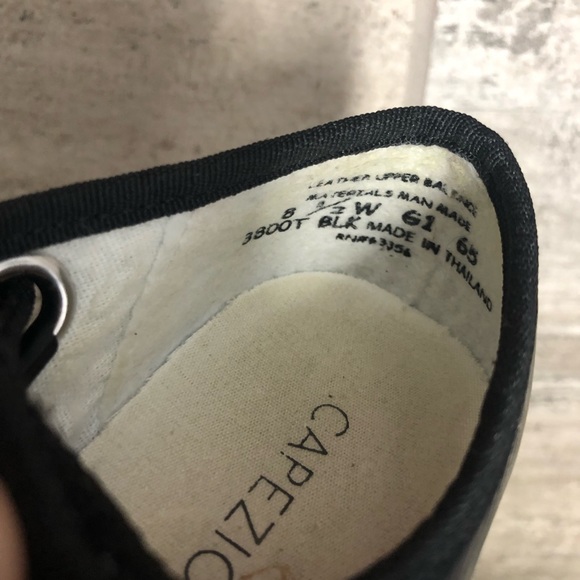 LEATHER UPPER BALANCE
MATERIALS MAN MADE
8 1/2 W 61 65
3800T BLK MADE IN THAILAND
RN#63356
CAPEZIO